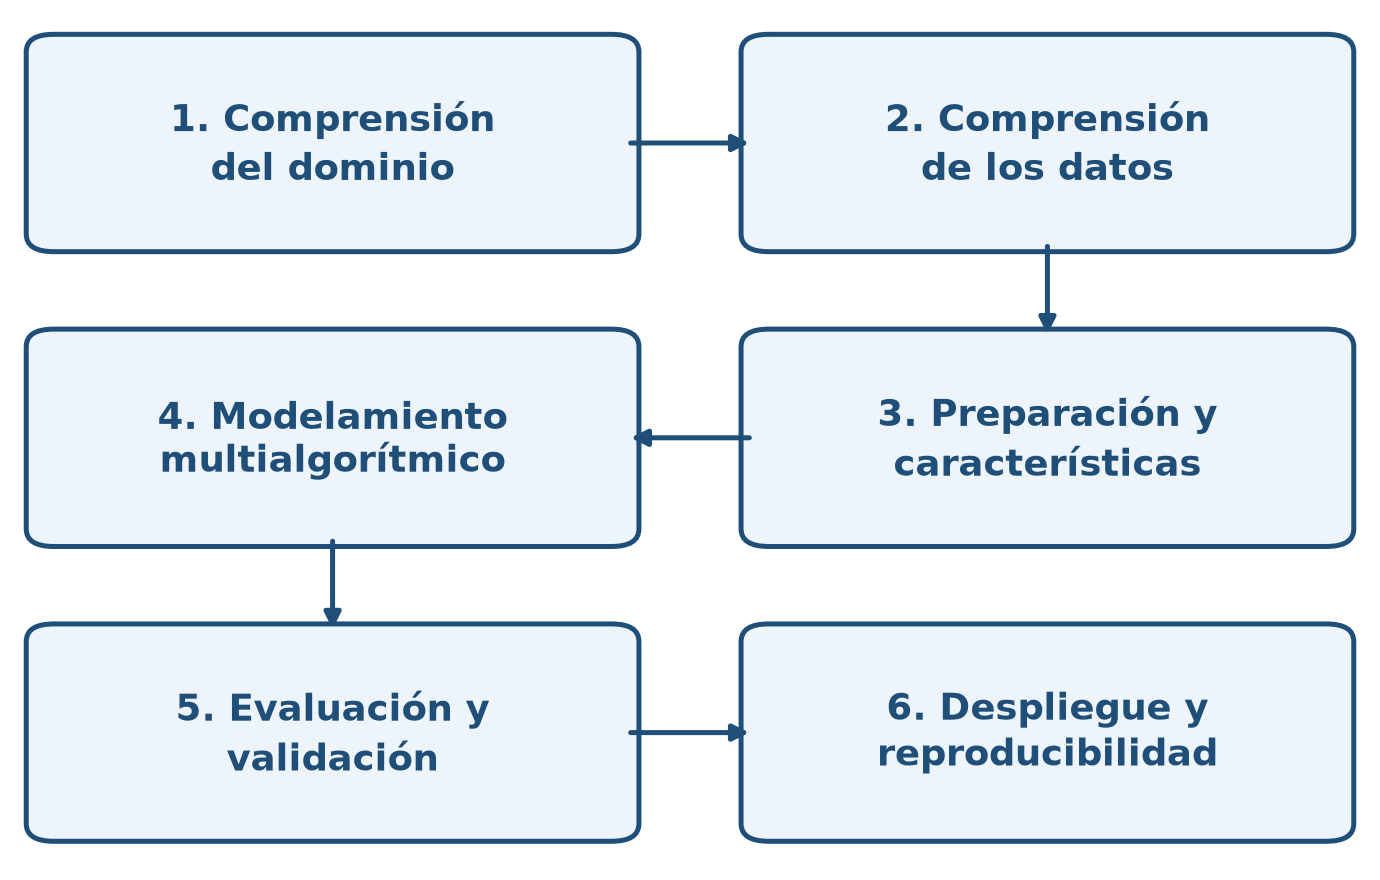 1. Comprensión
del dominio
2. Comprensión
de los datos
3. Preparación y
características
4. Modelamiento
multialgorítmico
5. Evaluación y
validación
6. Despliegue y
reproducibilidad